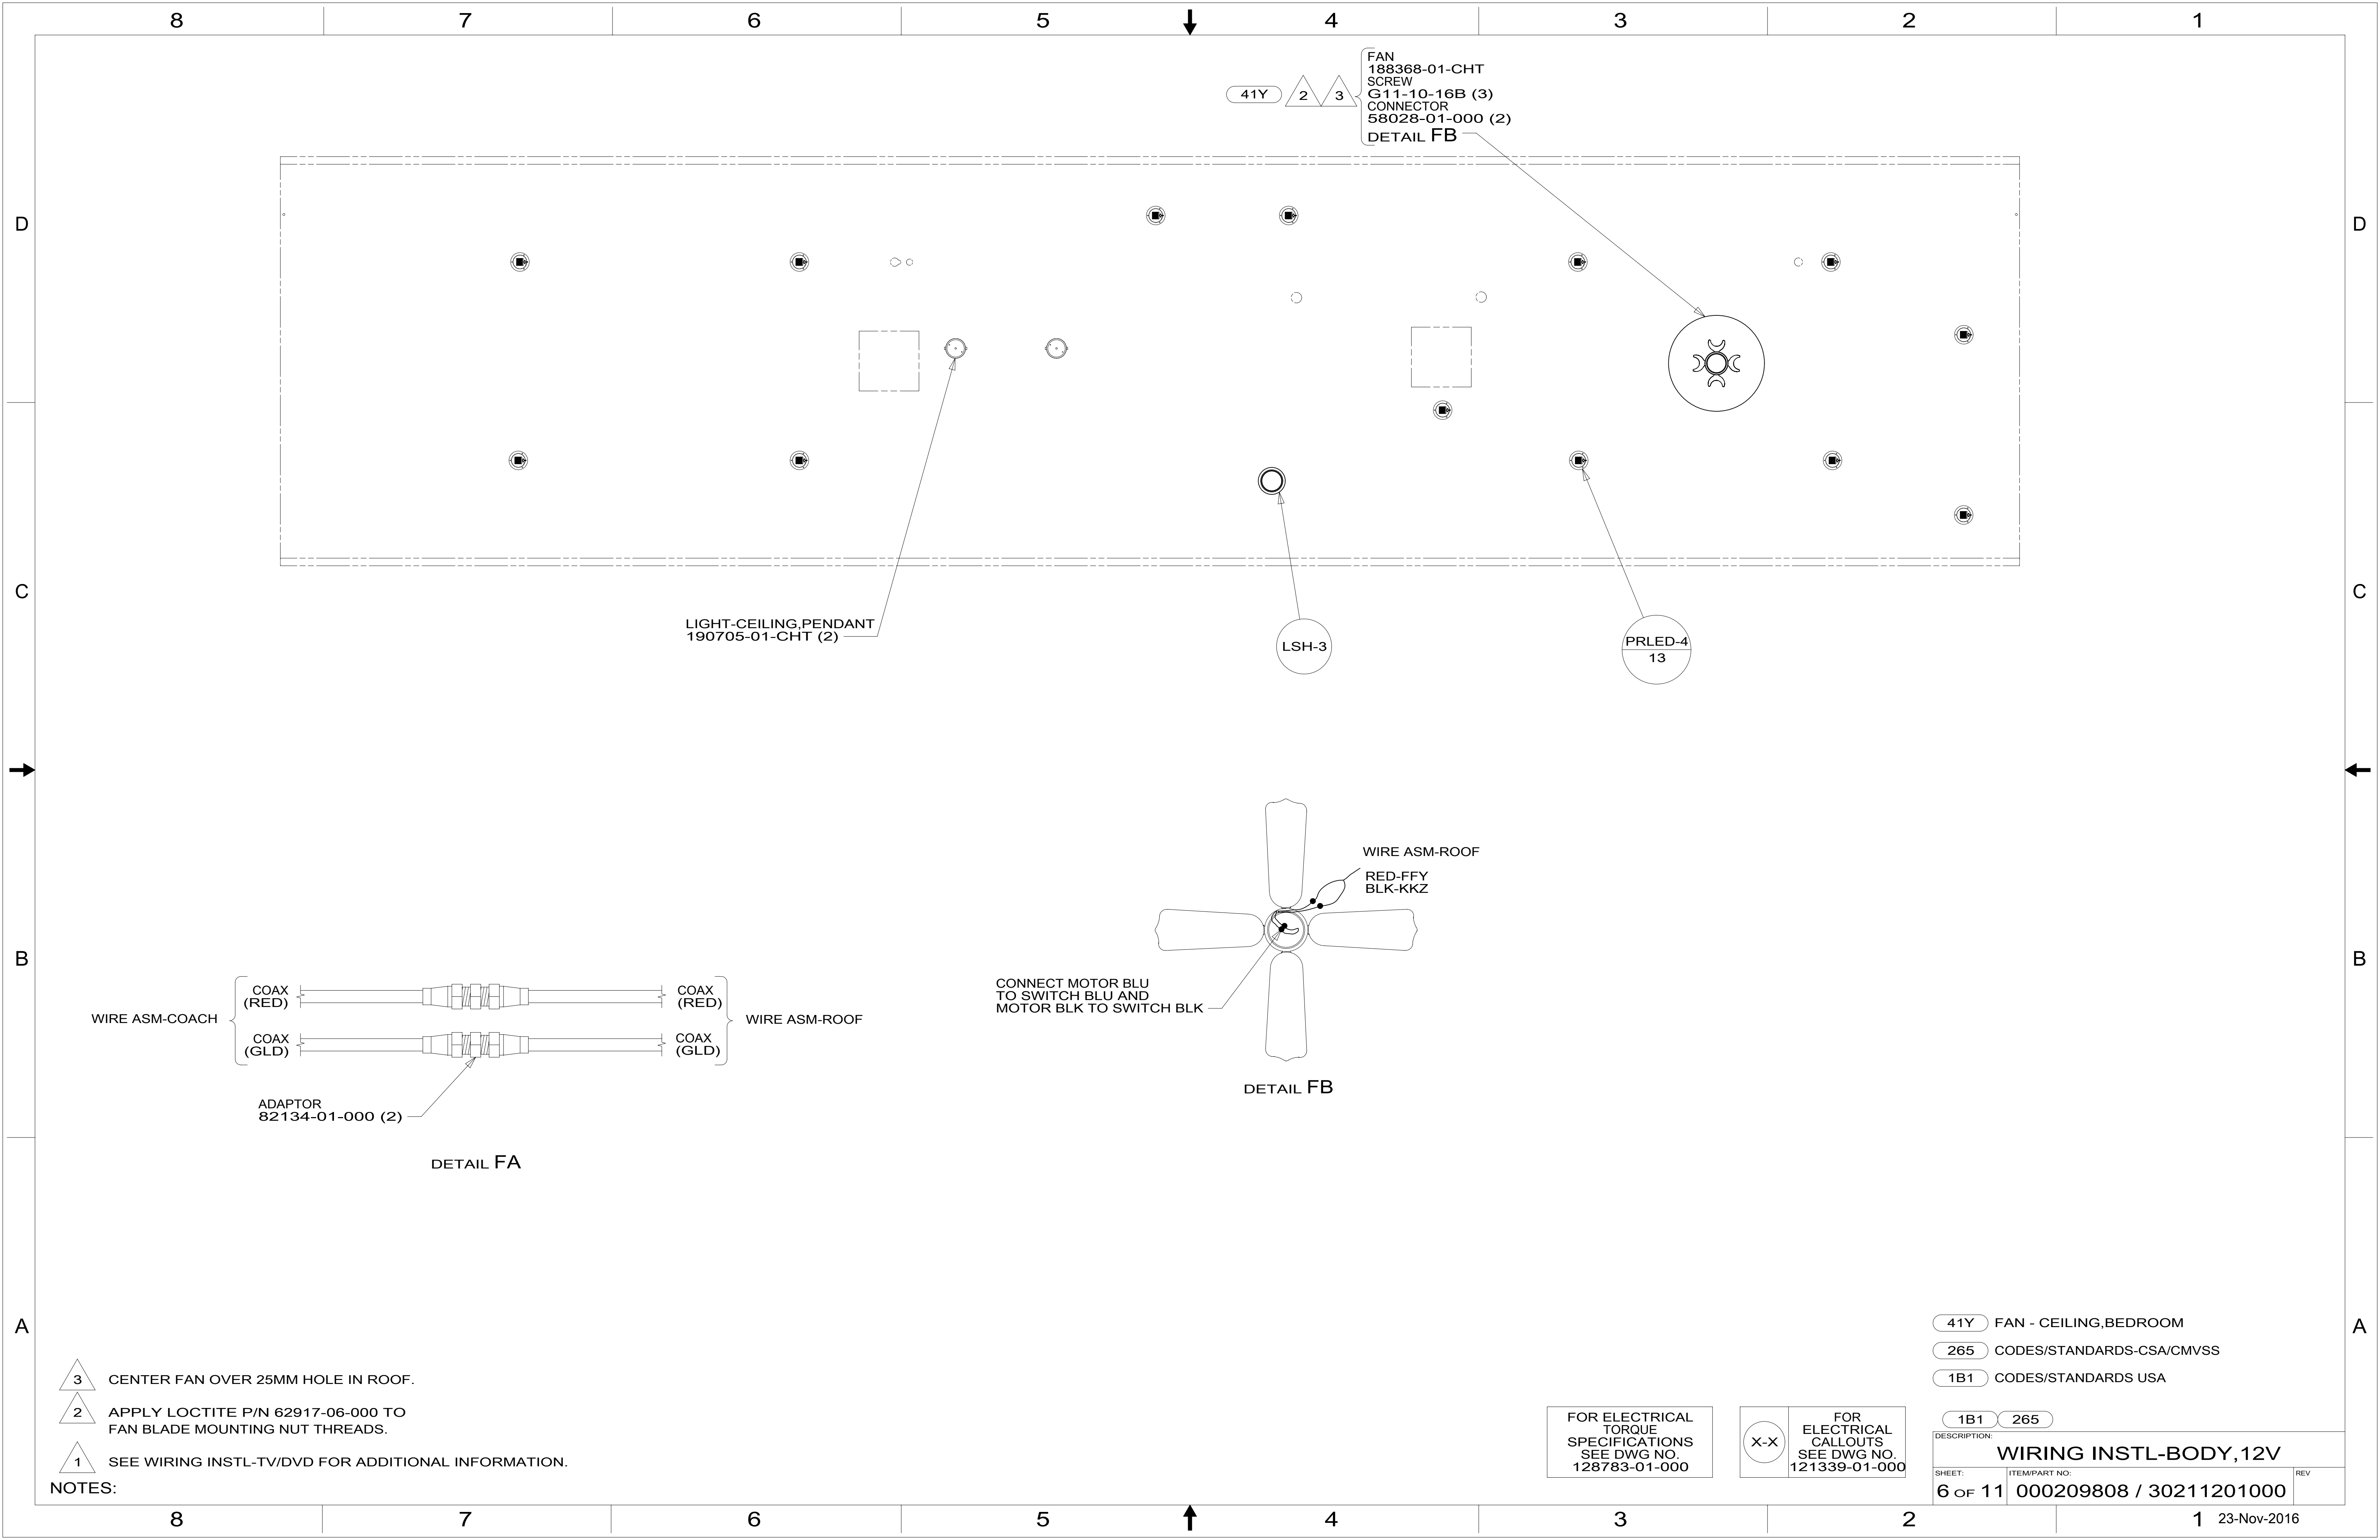 8 7 6 5 4 3 2 1
FAN
188368-01-CHT
SCREW
41Y 2 3 G11-10-16B (3)
CONNECTOR
58028-01-000 (2)
DETAIL FB
D D
C C
LIGHT-CEILING,PENDANT
190705-01-CHT (2)
LSH-3
PRLED-4
13
WIRE ASM-ROOF
RED-FFY
BLK-KKZ
CONNECT MOTOR BLU
TO SWITCH BLU AND
MOTOR BLK TO SWITCH BLK
DETAIL FB
B B
COAX
(RED)
COAX
(RED)
WIRE ASM-COACH
WIRE ASM-ROOF
COAX
(GLD)
COAX
(GLD)
ADAPTOR
82134-01-000 (2)
DETAIL FA
A A
3 CENTER FAN OVER 25MM HOLE IN ROOF.
2 APPLY LOCTITE P/N 62917-06-000 TO
FAN BLADE MOUNTING NUT THREADS.
1 SEE WIRING INSTL-TV/DVD FOR ADDITIONAL INFORMATION.
NOTES:
FOR ELECTRICAL
TORQUE
SPECIFICATIONS
SEE DWG NO.
128783-01-000
X-X
FOR
ELECTRICAL
CALLOUTS
SEE DWG NO.
121339-01-000
41Y FAN - CEILING,BEDROOM
265 CODES/STANDARDS-CSA/CMVSS
1B1 CODES/STANDARDS USA
1B1 265
DESCRIPTION:
WIRING INSTL-BODY,12V
SHEET: ITEM/PART NO: REV
6 OF 11 000209808 / 30211201000
8 7 6 5 4 3 2 1 23-Nov-2016